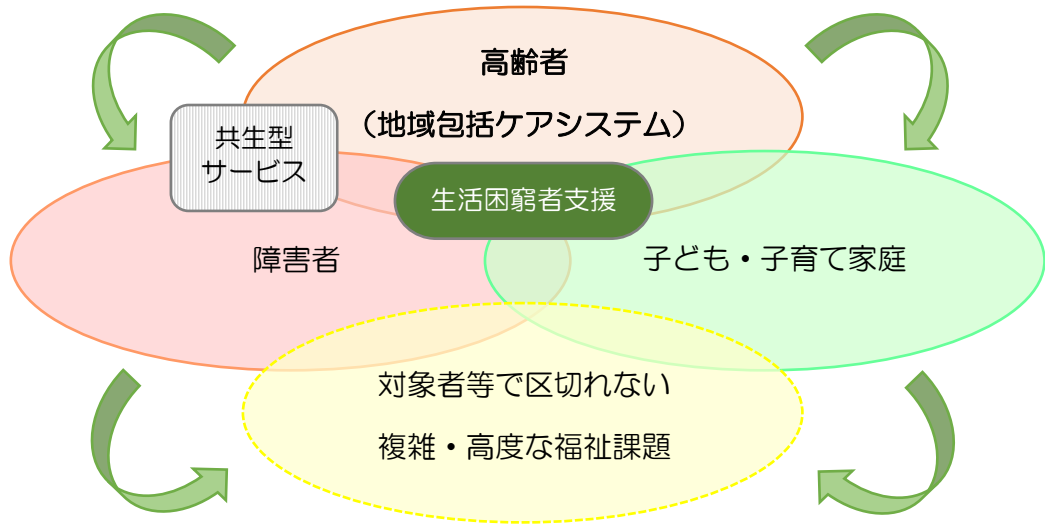 高齢者
（地域包括ケアシステム）
共生型
サービス
生活困窮者支援
障害者
子ども・子育て家庭
対象者等で区切れない
複雑・高度な福祉課題